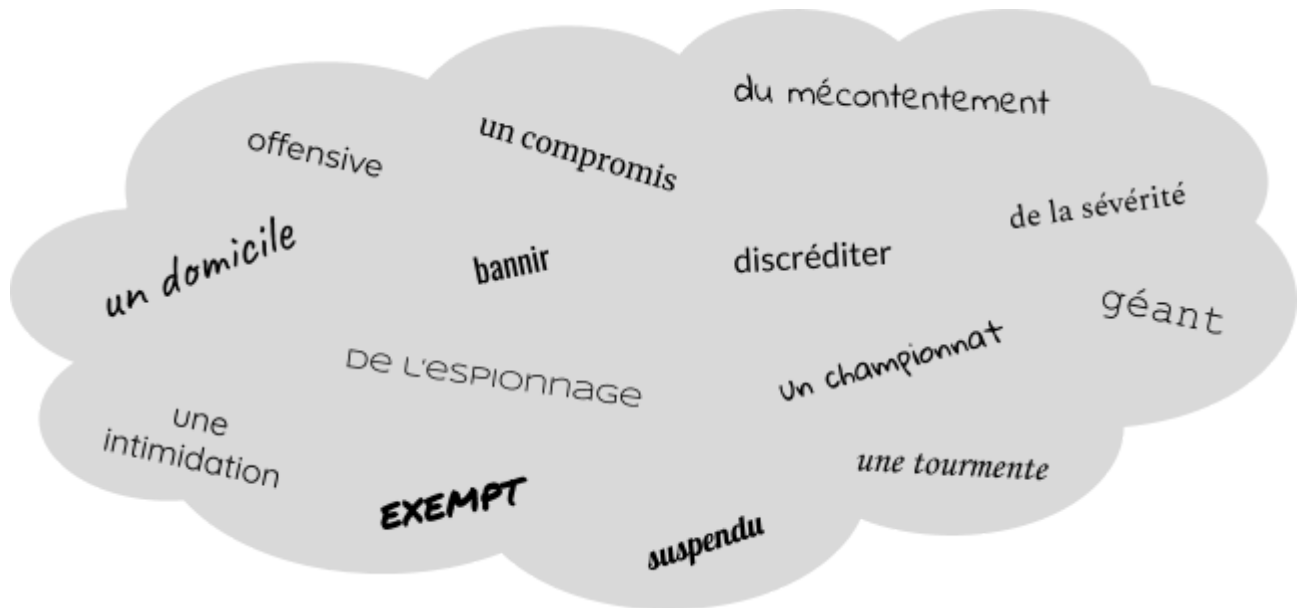 du mécontentement
offensive
un compromis
de la sévérité
un domicile
bannir
discréditer
géant
De L'espionnage
un championnat
une
intimidation
une tourmente
EXEMPT
suspendu